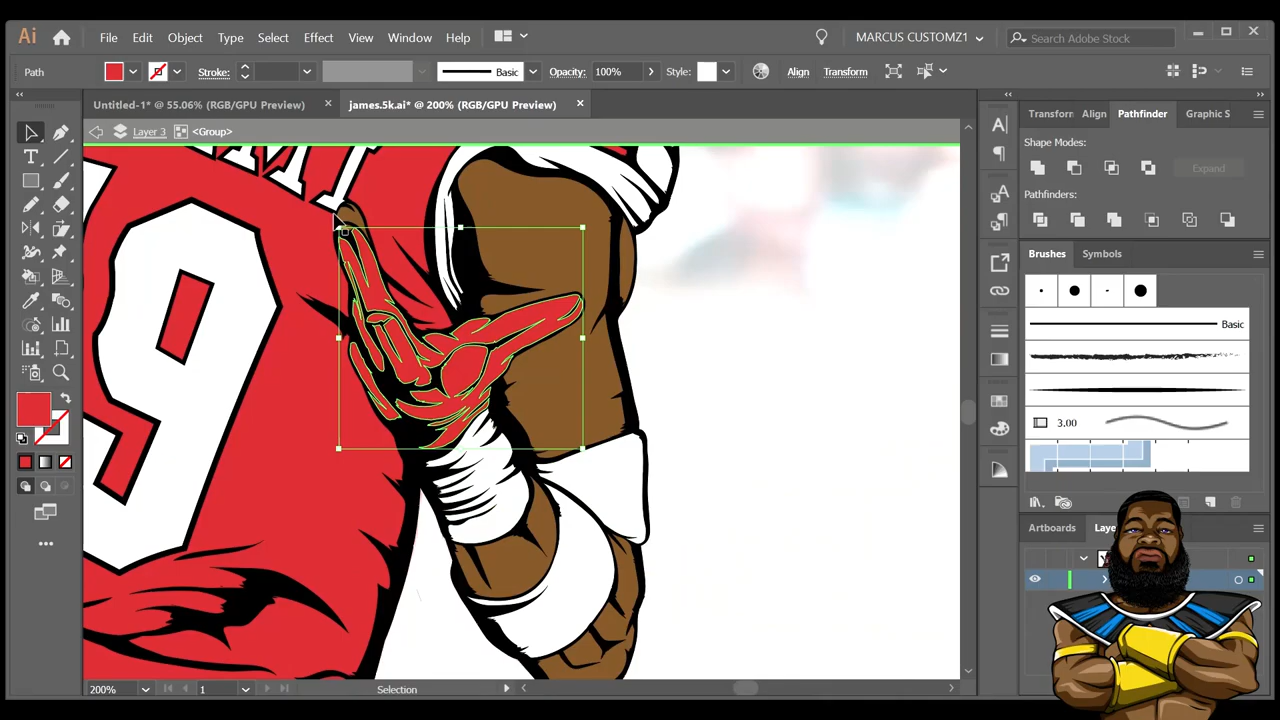 Ai File Edit Object Type Select Effect View Window Help MARCUS CUSTOMZ1 Search Adobe Stock
Path Stroke: Basic Opacity: 100% Style: Align Transform
Untitled-1* @ 55.06% (RGB/GPU Preview) × james.5k.ai* @ 200% (RGB/GPU Preview) ×
Layer 3 <Group>
Transform Align Pathfinder Graphic S
Shape Modes:
Expand
Pathfinders:
Brushes Symbols
Basic
3.00
Artboards Laye
9
200% 1 Selection